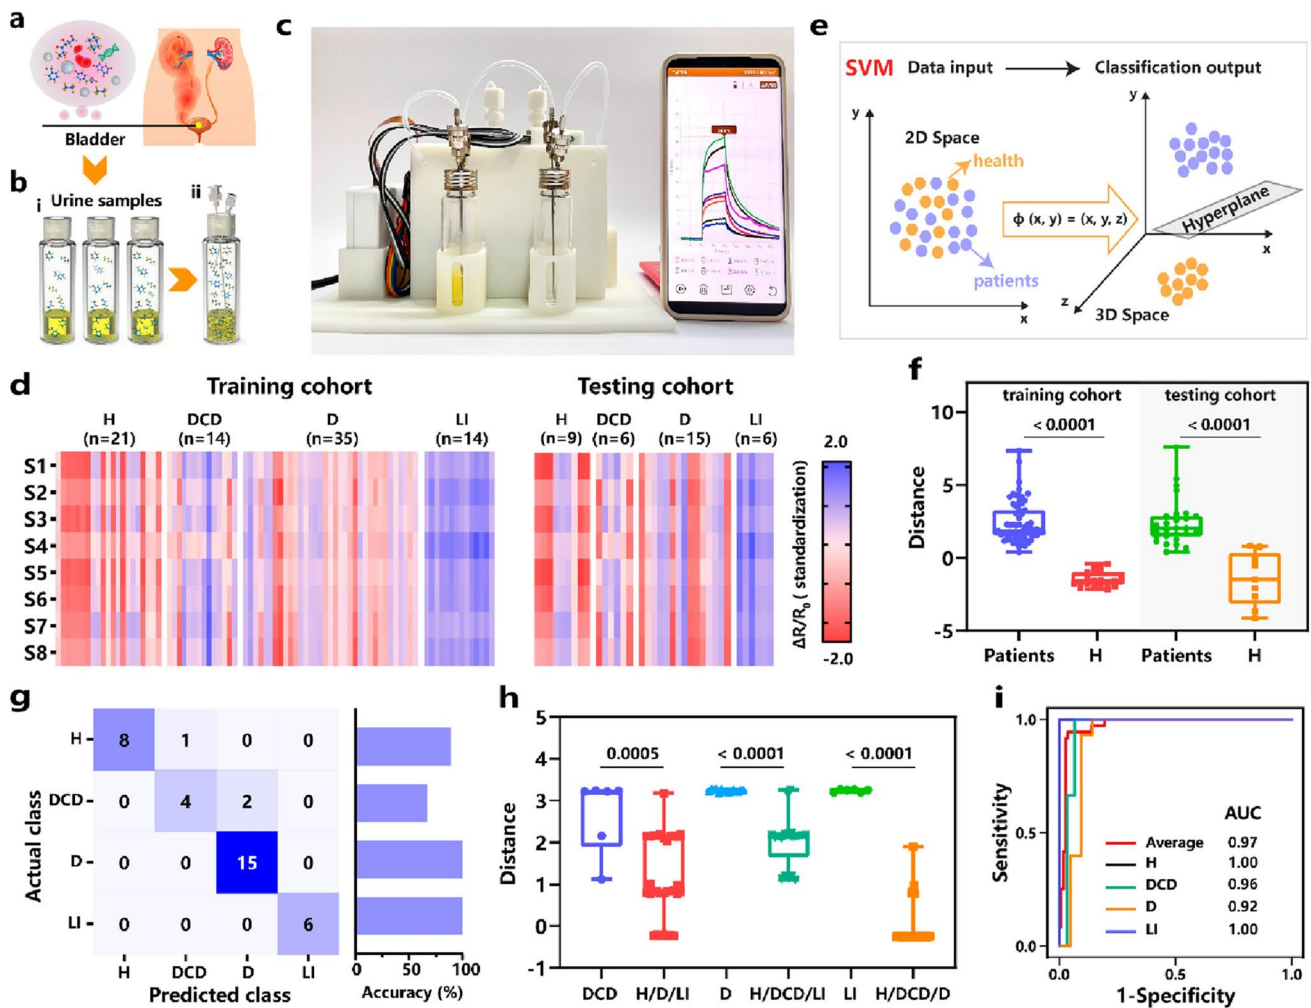 a
Bladder
b
i
Urine samples
ii
c
e
SVM Data input Classification output
y
2D Space
health
patients
x
ϕ (x, y) = (x, y, z)
y
Hyperplane
x
z
3D Space
d
Training cohort
Testing cohort
H DCD D LI
(n=21) (n=14) (n=35) (n=14)
H DCD D LI
(n=9) (n=6) (n=15) (n=6)
S1
S2
S3
S4
S5
S6
S7
S8
2.0
ΔR/R0 ( standardization)
-2.0
f
training cohort testing cohort
< 0.0001 < 0.0001
Distance
10
5
0
-5
Patients H Patients H
g
Actual class
H 8 1 0 0
DCD 0 4 2 0
D 0 0 15 0
LI 0 0 0 6
H DCD D LI
Predicted class
0 50 100
Accuracy (%)
h
Distance
5
4
3
2
1
0
-1
0.0005 < 0.0001 < 0.0001
DCD H/D/LI D H/DCD/LI LI H/DCD/D
i
Sensitivity
1.0
0.5
0.0
AUC
Average 0.97
H 1.00
DCD 0.96
D 0.92
LI 1.00
0.0 0.5 1.0
1-Specificity